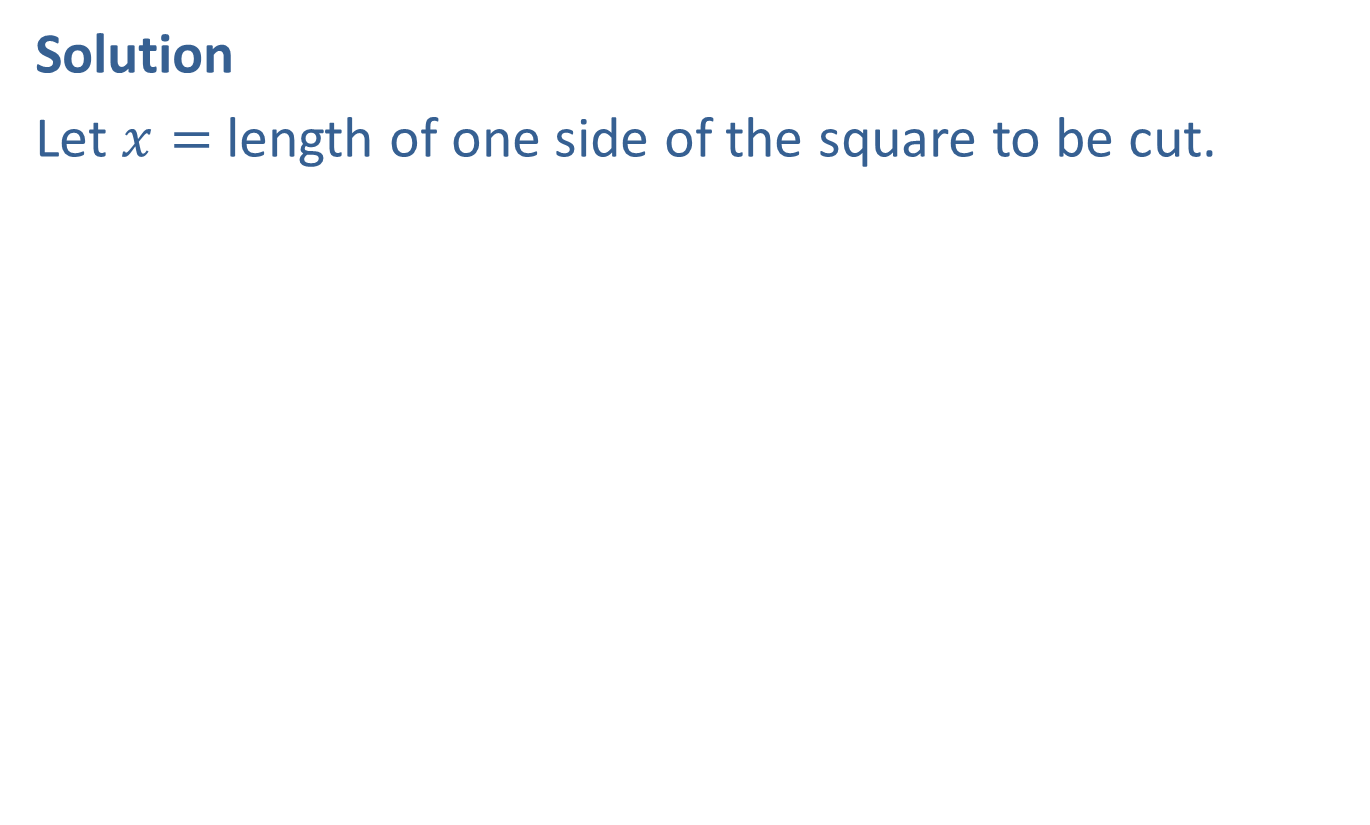 Solution
Let 𝑥 = length of one side of the square to be cut.